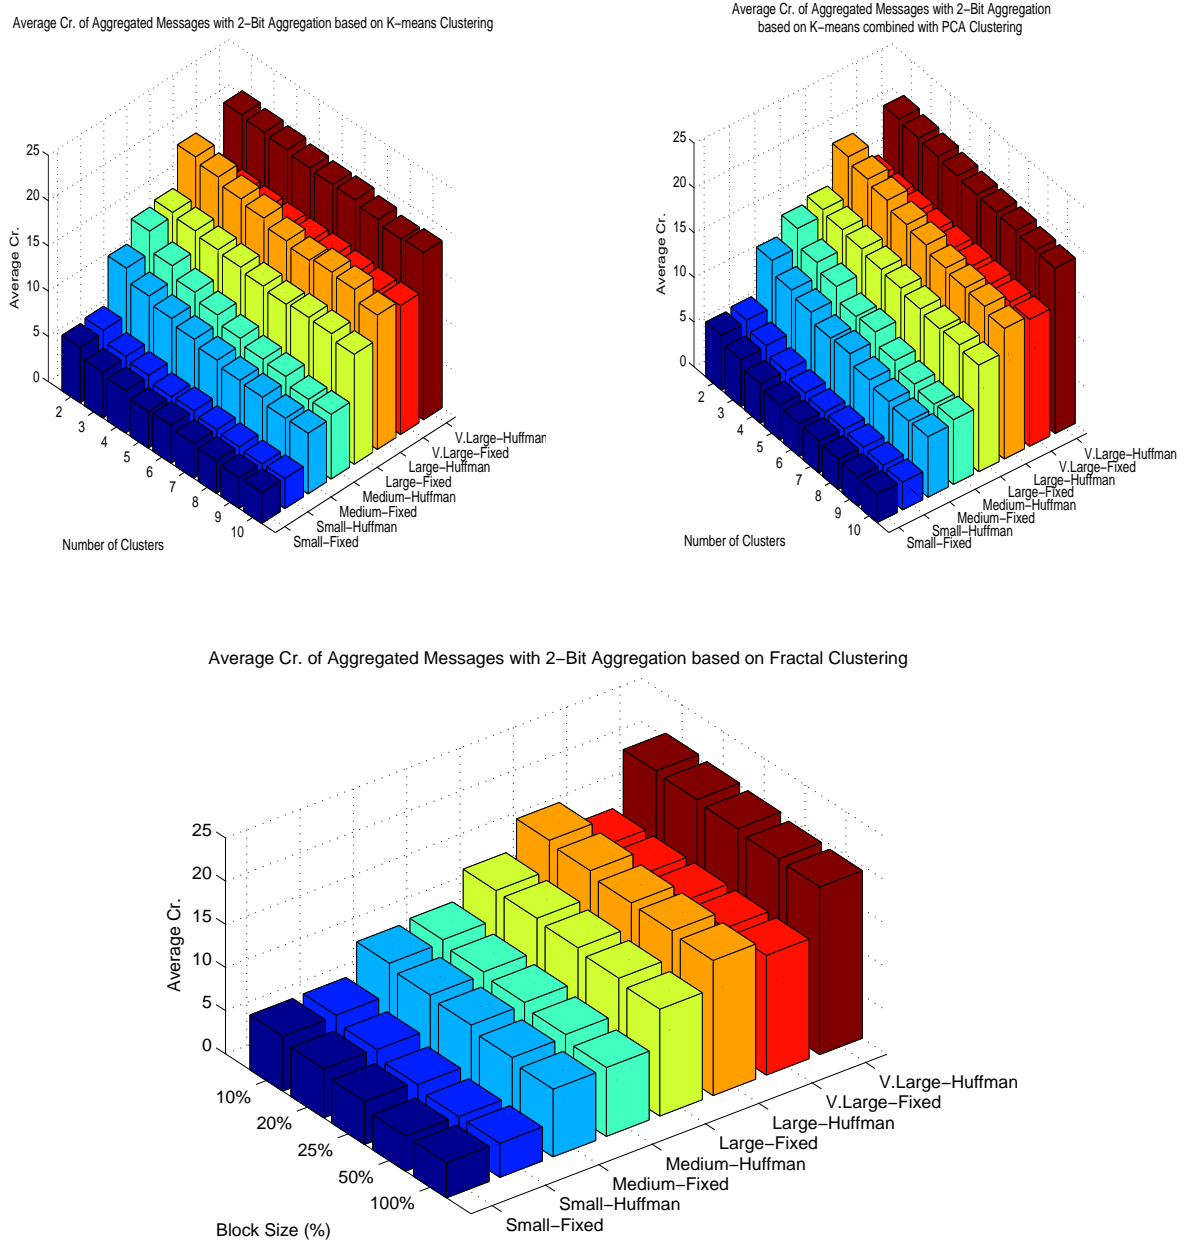 Average Cr. of Aggregated Messages with 2−Bit Aggregation based on K−means Clustering
25
20
15
10
5
0
Average Cr.
2
3
4
5
6
7
8
9
10
Number of Clusters
V.Large−Huffman
V.Large−Fixed
Large−Huffman
Large−Fixed
Medium−Huffman
Medium−Fixed
Small−Huffman
Small−Fixed
Average Cr. of Aggregated Messages with 2−Bit Aggregation
based on K−means combined with PCA Clustering
25
20
15
10
5
0
Average Cr.
2
3
4
5
6
7
8
9
10
Number of Clusters
V.Large−Huffman
V.Large−Fixed
Large−Huffman
Large−Fixed
Medium−Huffman
Medium−Fixed
Small−Huffman
Small−Fixed
Average Cr. of Aggregated Messages with 2−Bit Aggregation based on Fractal Clustering
25
20
15
10
5
0
Average Cr.
10%
20%
25%
50%
100%
Block Size (%)
V.Large−Huffman
V.Large−Fixed
Large−Huffman
Large−Fixed
Medium−Huffman
Medium−Fixed
Small−Huffman
Small−Fixed